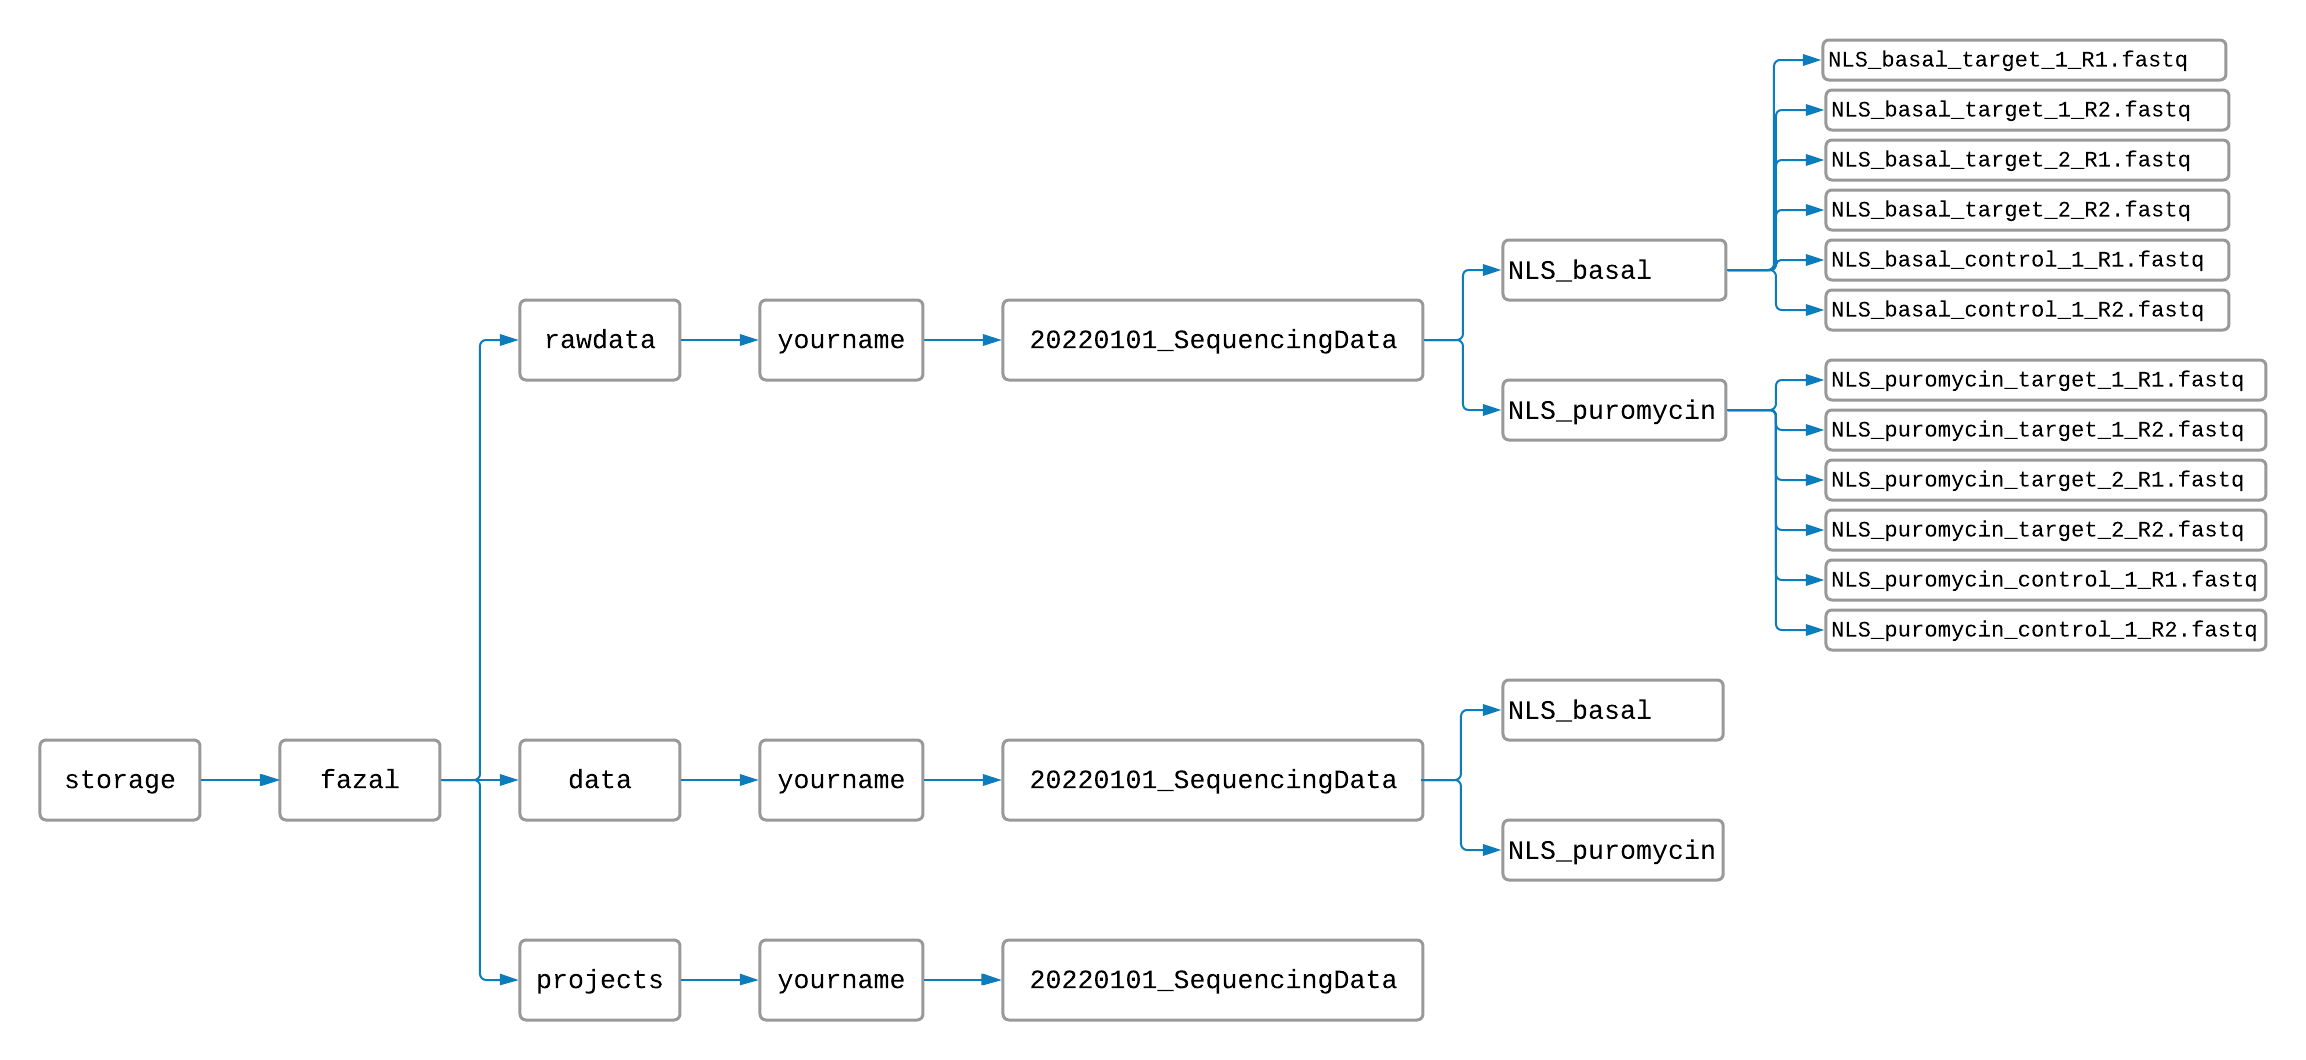 NLS_basal_target_1_R1.fastq
NLS_basal_target_1_R2.fastq
NLS_basal_target_2_R1.fastq
NLS_basal_target_2_R2.fastq
NLS_basal
NLS_basal_control_1_R1.fastq
NLS_basal_control_1_R2.fastq
rawdata
yourname
20220101_SequencingData
NLS_puromycin
NLS_puromycin_target_1_R1.fastq
NLS_puromycin_target_1_R2.fastq
NLS_puromycin_target_2_R1.fastq
NLS_puromycin_target_2_R2.fastq
NLS_puromycin_control_1_R1.fastq
NLS_puromycin_control_1_R2.fastq
storage
fazal
data
yourname
20220101_SequencingData
NLS_basal
NLS_puromycin
projects
yourname
20220101_SequencingData